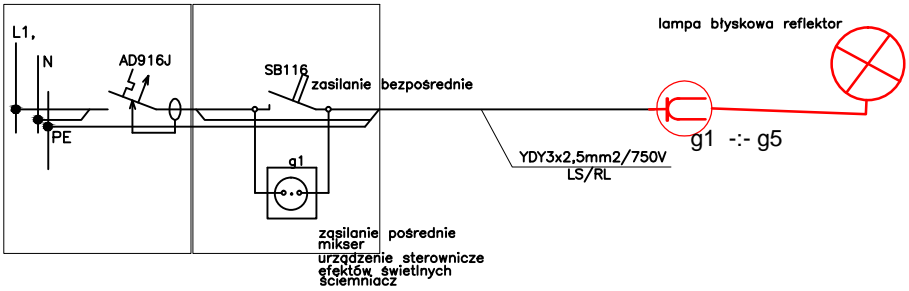 lampa błyskowa reflektor
L1,
N
AD916J
SB116
zasilanie bezpośrednie
PE
g1 -:- g5
YDY3x2,5mm2/750V
LS/RL
g1
zqsilanie pośrednie
mikser
urządzenie sterownicze
efektów świetlnych
ściemniacz